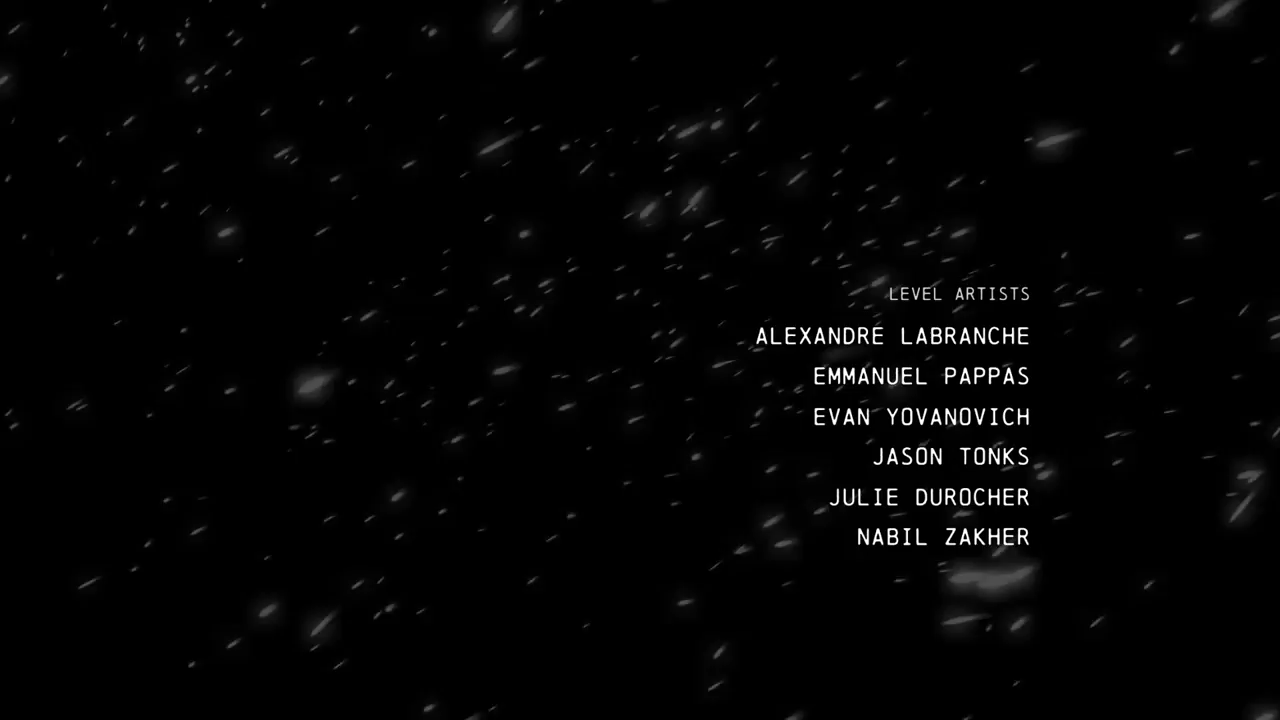 LEVEL ARTISTS
ALEXANDRE LABRANCHE
EMMANUEL PAPPAS
EVAN YOVANOVICH
JASON TONKS
JULIE DUROCHER
NABIL ZAKHER